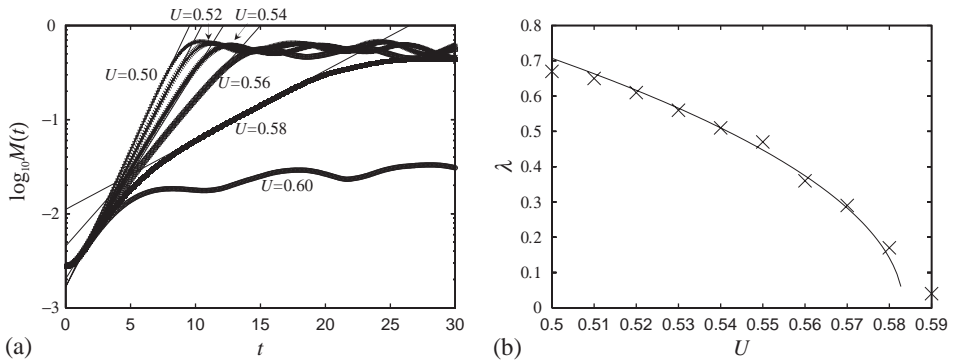 U=0.52 U=0.54
0
U=0.50
U=0.56
−1
U=0.58
U=0.60
−2
−3
log₁₀M(t)
0 5 10 15 20 25 30
(a) t
0.8
0.7
0.6
0.5
0.4
0.3
0.2
0.1
0
λ
0.5 0.51 0.52 0.53 0.54 0.55 0.56 0.57 0.58 0.59
(b) U